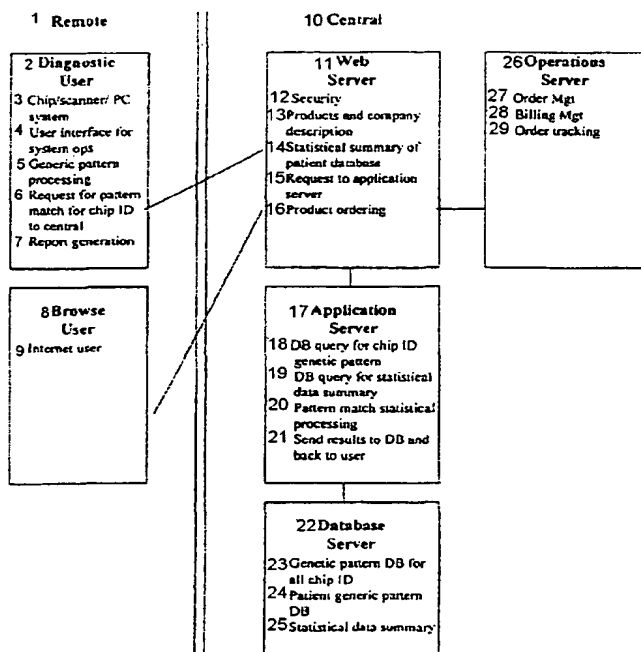 1 Remote
2 Diagnostic
User
3 Chip/scanner/ PC
system
4 User interface for
system ops
5 Generic pattern
processing
6 Request for pattern
match for chip ID
to central
7 Report generation
8 Browse
User
9 Internet user
10 Central
11 Web
Server
12 Security
13 Products and company
description
14 Statistical summary of
patient database
15 Request to application
server
16 Product ordering
26 Operations
Server
27 Order Mgt
28 Billing Mgt
29 Order tracking
17 Application
Server
18 DB query for chip ID
genetic pattern
19 DB query for statistical
data summary
20 Pattern match statistical
processing
21 Send results to DB and
back to user
22 Database
Server
23 Genetic pattern DB for
all chip ID
24 Patient generic pattern
DB
25 Statistical data summary